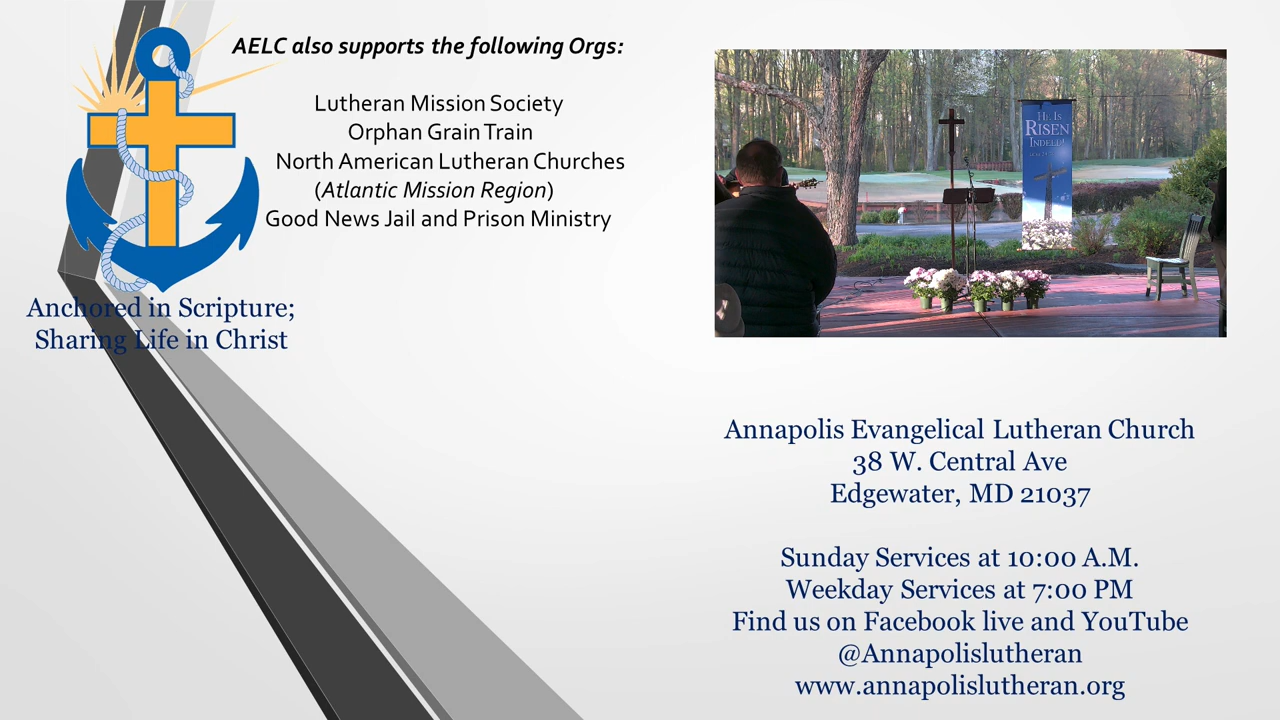 AELC also supports the following Orgs:
Lutheran Mission Society
Orphan Grain Train
North American Lutheran Churches
(Atlantic Mission Region)
Good News Jail and Prison Ministry
Anchored in Scripture;
Sharing Life in Christ
He Is
RISEN
INDEED!
Annapolis Evangelical Lutheran Church
38 W. Central Ave
Edgewater, MD 21037
Sunday Services at 10:00 A.M.
Weekday Services at 7:00 PM
Find us on Facebook live and YouTube
@Annapolislutheran
www.annapolislutheran.org